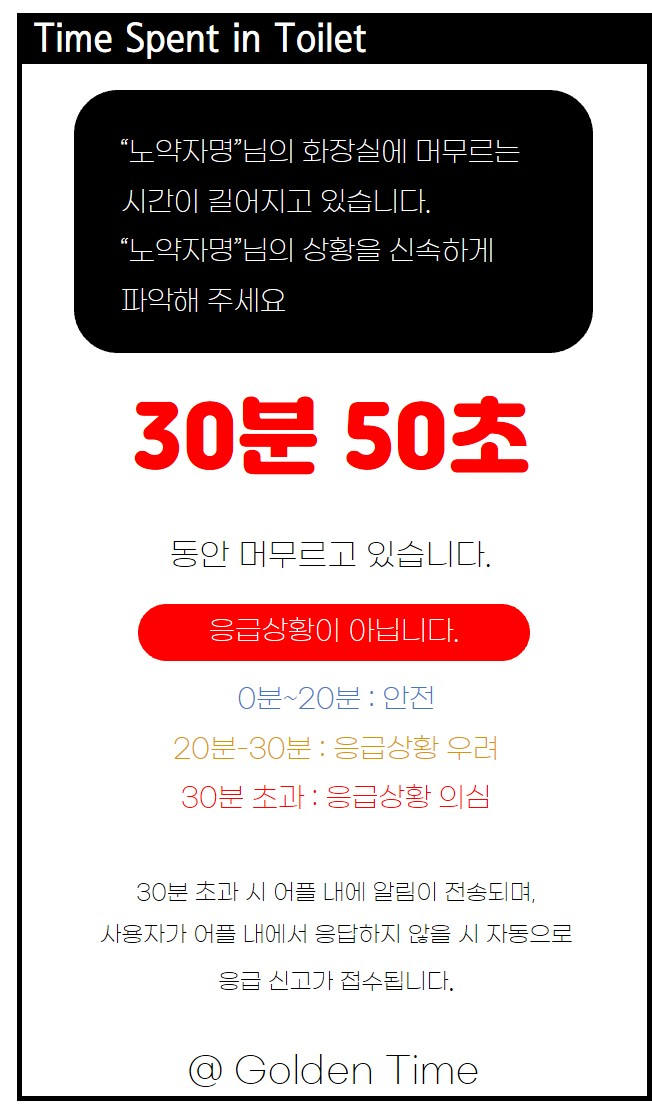 Time Spent in Toilet
“노약자명”님의 화장실에 머무르는
시간이 길어지고 있습니다.
“노약자명”님의 상황을 신속하게
파악해 주세요
30분 50초
동안 머무르고 있습니다.
응급상황이 아닙니다.
0분~20분 : 안전
20분-30분 : 응급상황 우려
30분 초과 : 응급상황 의심
30분 초과 시 어플 내에 알림이 전송되며,
사용자가 어플 내에서 응답하지 않을 시 자동으로
응급 신고가 접수됩니다.
@ Golden Time